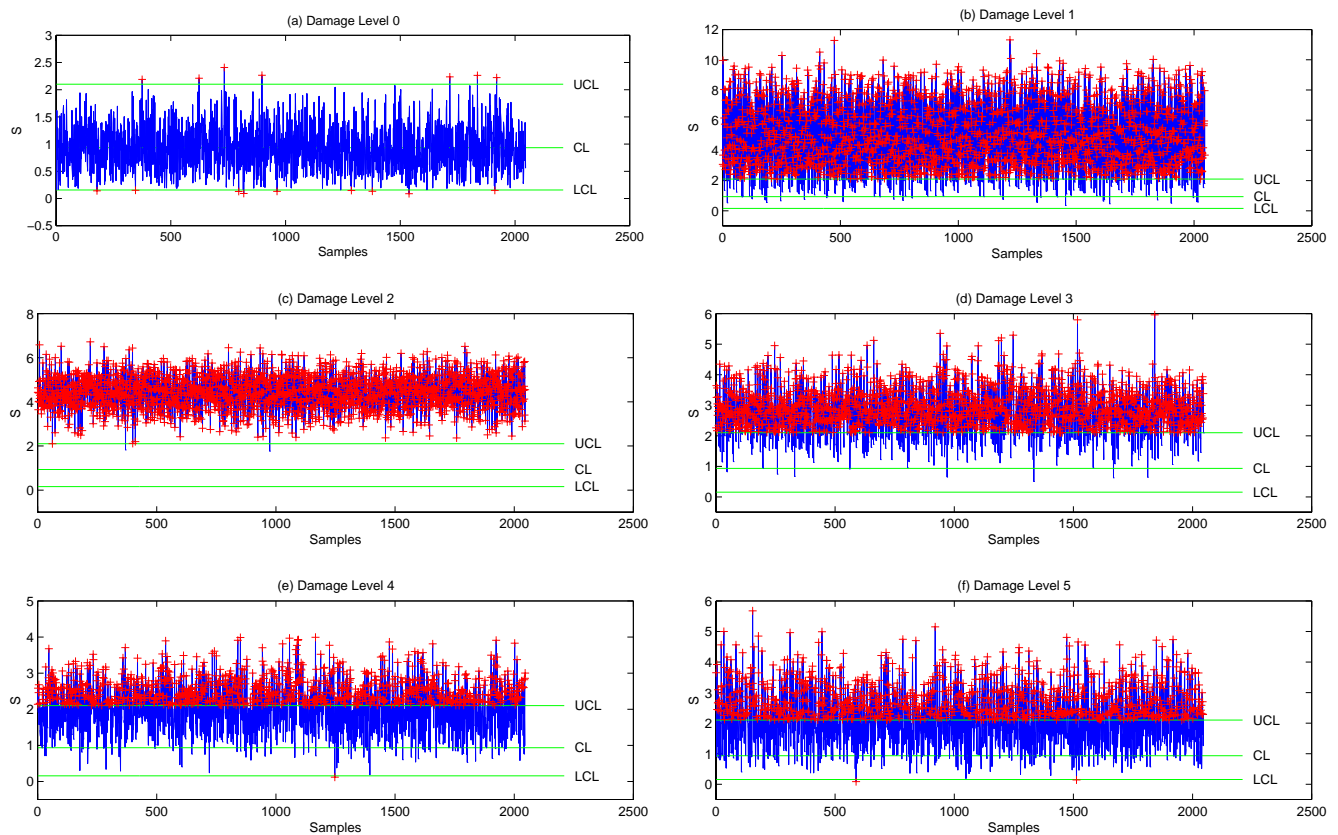 (a) Damage Level 0
3
2.5
2
1.5
1
0.5
0
−0.5
S
UCL
CL
LCL
0 500 1000 1500 2000 2500
Samples
(b) Damage Level 1
12
10
8
6
4
2
0
S
UCL
CL
LCL
0 500 1000 1500 2000 2500
Samples
(c) Damage Level 2
8
6
4
2
0
S
UCL
CL
LCL
0 500 1000 1500 2000 2500
Samples
(d) Damage Level 3
6
5
4
3
2
1
0
S
UCL
CL
LCL
0 500 1000 1500 2000 2500
Samples
(e) Damage Level 4
5
4
3
2
1
0
S
UCL
CL
LCL
0 500 1000 1500 2000 2500
Samples
(f) Damage Level 5
6
5
4
3
2
1
0
S
UCL
CL
LCL
0 500 1000 1500 2000 2500
Samples